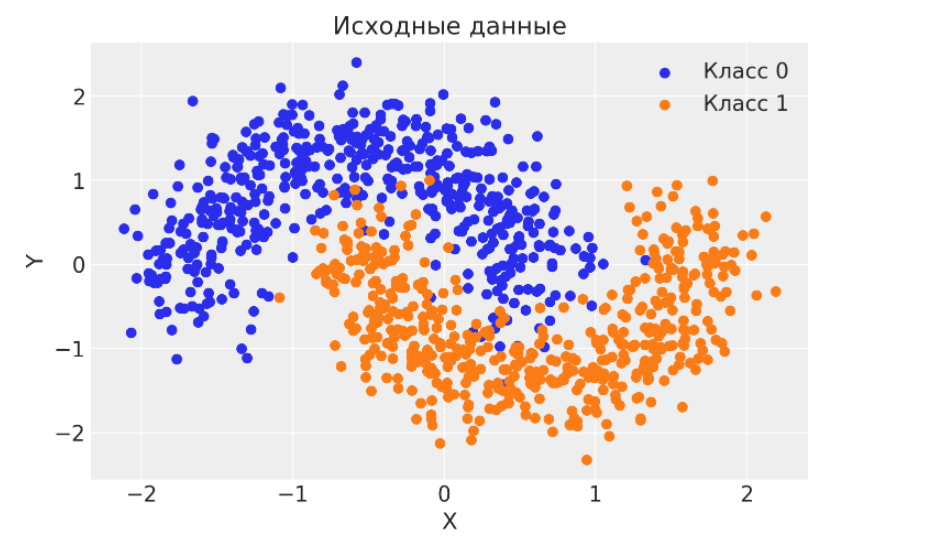 Исходные данные
Класс 0
Класс 1
2
1
0
−1
−2
Y
−2 −1 0 1 2
X